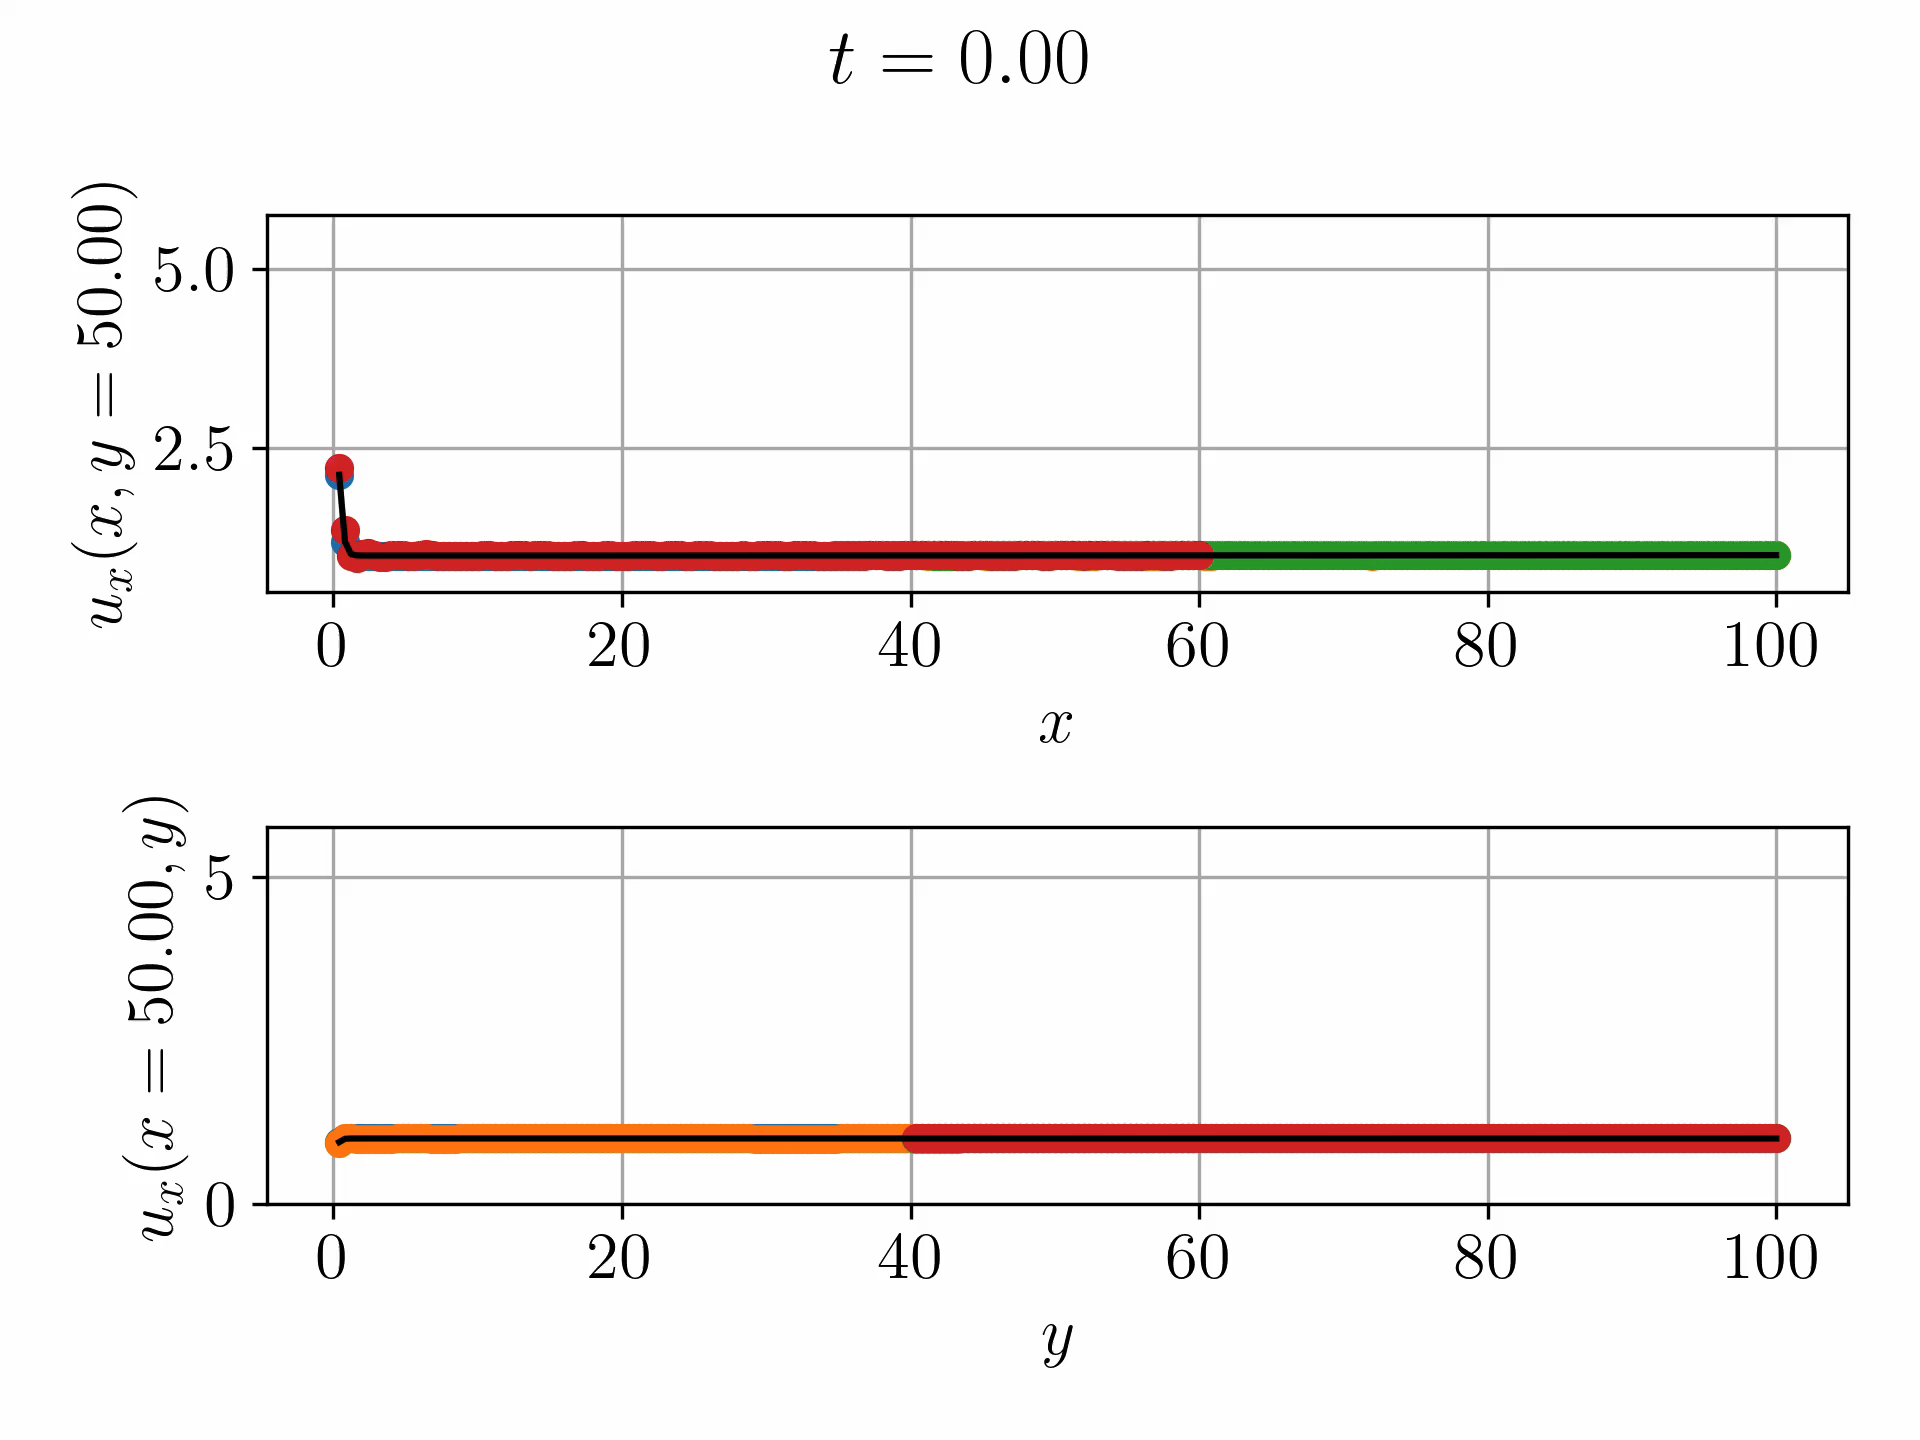 t = 0.00
u_x(x, y = 50.00)
5.0
2.5
0 20 40 60 80 100
x
u_x(x = 50.00, y)
5
0
0 20 40 60 80 100
y